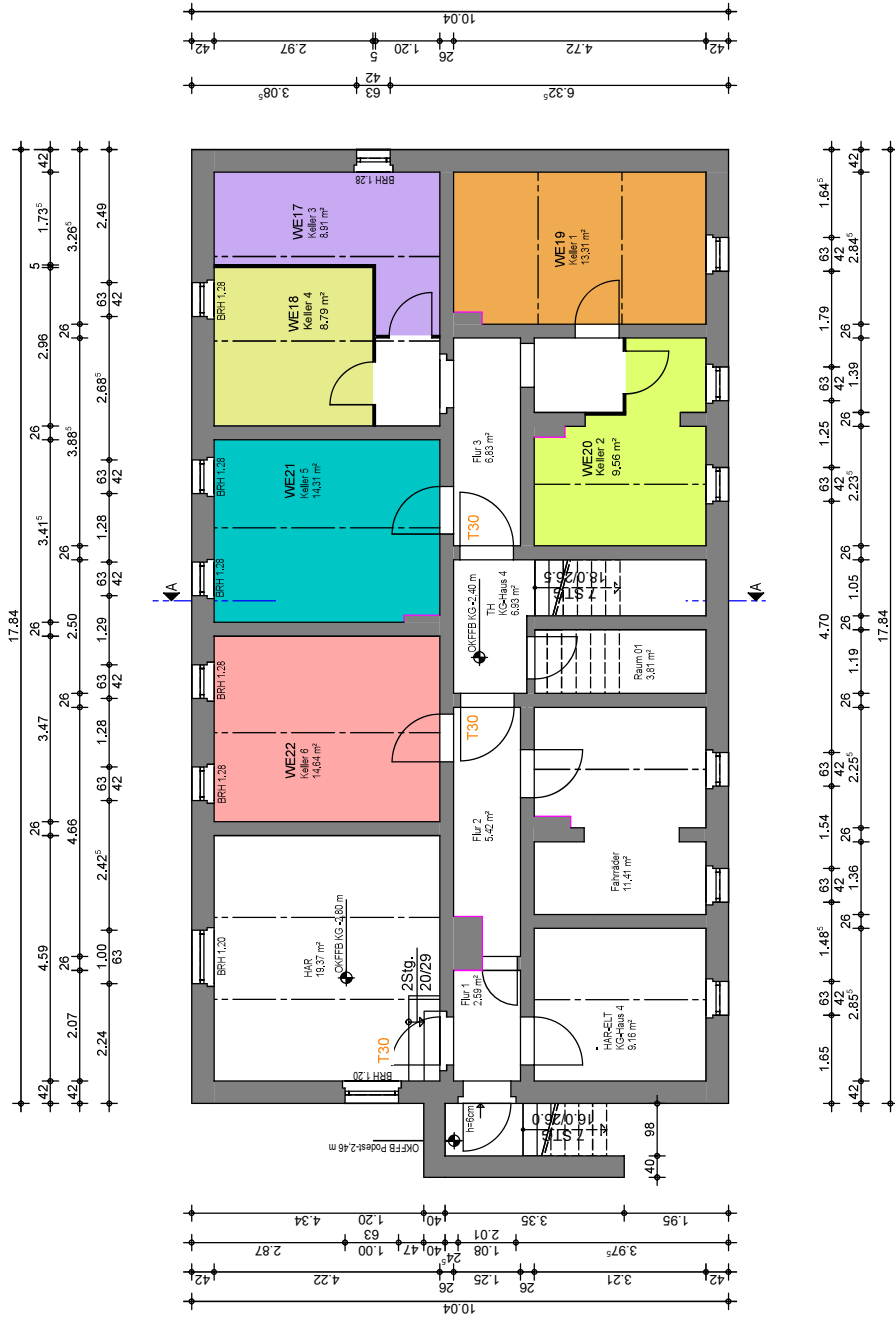 10.04
42
2.97
5
1.20
26
4.72
42
3.08⁵
63
42
6.32⁵
17.84
42
1.73⁵
5
2.96
26
3.41⁵
26
3.47
26
4.59
42
3.26⁵
26
3.88⁵
26
2.50
26
4.66
26
2.07
42
2.49
63
42
2.68⁵
63
42
1.28
63
42
1.29
63
42
1.28
63
42
2.42⁵
1.00
63
2.24
BRH 1.28
WE17
Keller 3
8,91 m²
BRH 1.28
WE18
Keller 4
8.79 m²
WE19
Keller 1
13,31 m²
BRH 1.28
WE21
Keller 5
14,31 m²
BRH 1.28
Flur 3
6,83 m²
WE20
Keller 2
9,56 m²
T30
A
A
OKFFB KG -2.40 m
TH
KG-Haus 4
6.93 m²
7 STG
18.0/26.5
BRH 1.28
WE22
Keller 6
14,64 m²
BRH 1.28
T30
Raum 01
3,81 m²
Flur 2
5.42 m²
Fahrräder
11,41 m²
BRH 1.20
HAR
19,37 m²
OKFFB KG -2.80 m
2Stg.
20/29
T30
BRH 1.20
Flur 1
2.59 m²
HAR-ELT
KG-Haus 4
9.16 m²
h=6cm
OKFFB Podest-2,46 m
7 STG
16.0/26.0
98
40
1.64⁵
63
42
1.79
63
42
1.25
63
42
4.70
63
42
1.54
63
42
1.48⁵
63
42
1.65
42
2.84⁵
26
1.39
26
2.23⁵
26
1.05
26
1.19
26
2.25⁵
26
1.36
26
2.85⁵
42
17.84
4.34
1.20
40
3.35
1.95
2.87
1.00
63
47
40
24⁵
1.08
2.01
3.97⁵
42
4.22
26
1.25
26
3.21
42
10.04